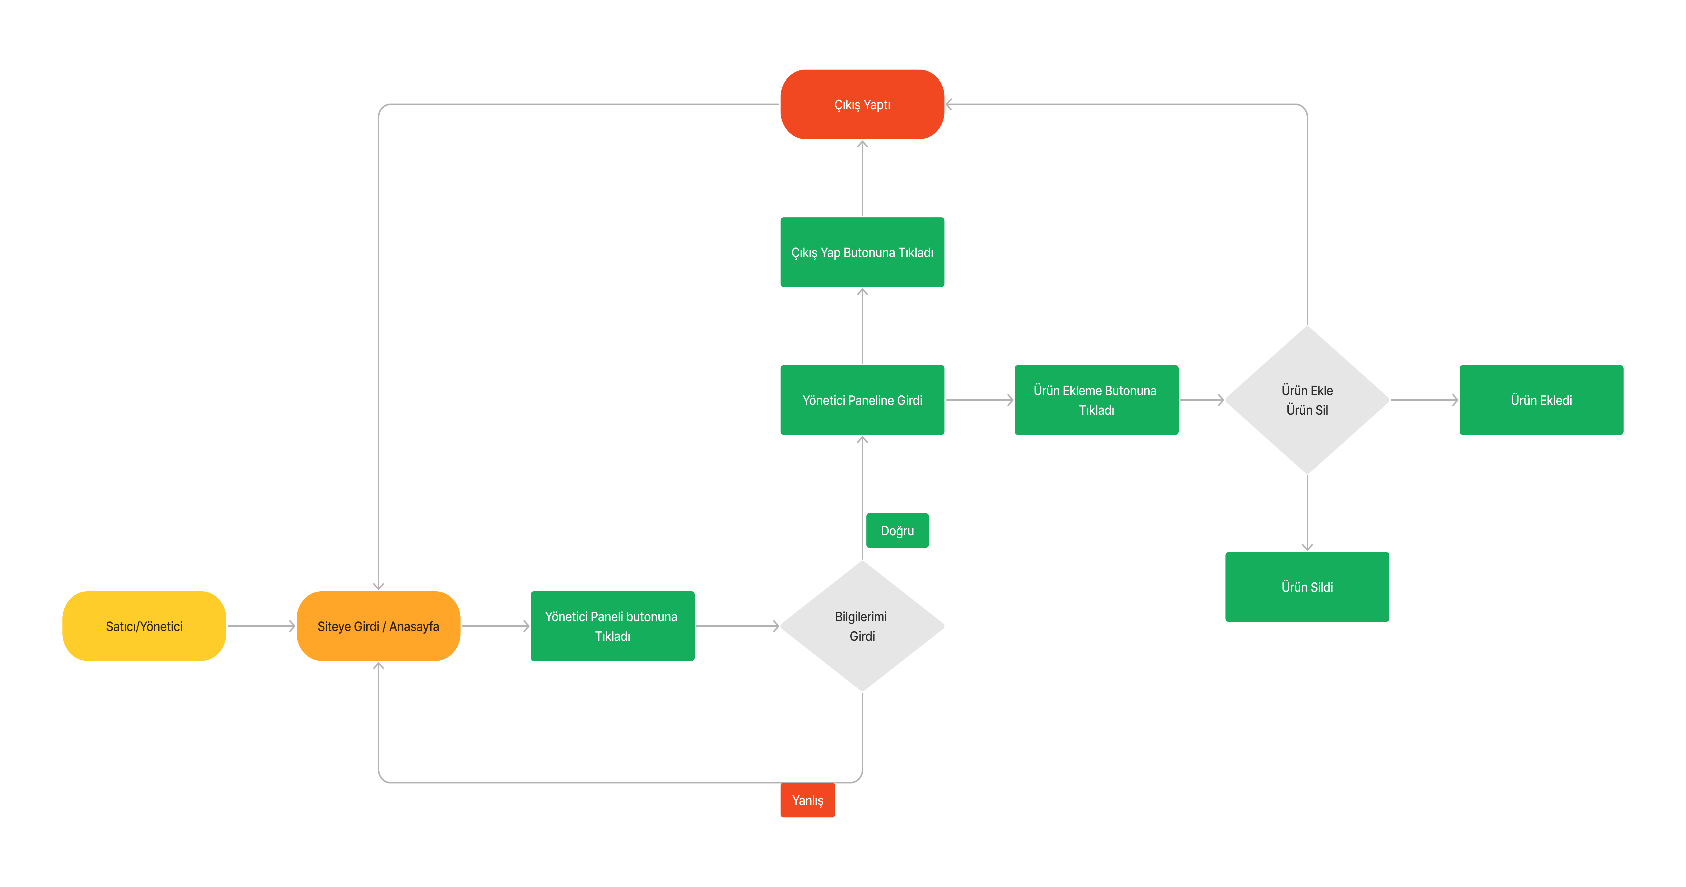 Çıkış Yaptı
Çıkış Yap Butonuna Tıkladı
Yönetici Paneline Girdi
Ürün Ekleme Butonuna
Tıkladı
Ürün Ekle
Ürün Sil
Ürün Ekledi
Doğru
Ürün Sildi
Satıcı/Yönetici
Siteye Girdi / Anasayfa
Yönetici Paneli butonuna
Tıkladı
Bilgilerimi
Girdi
Yanlış